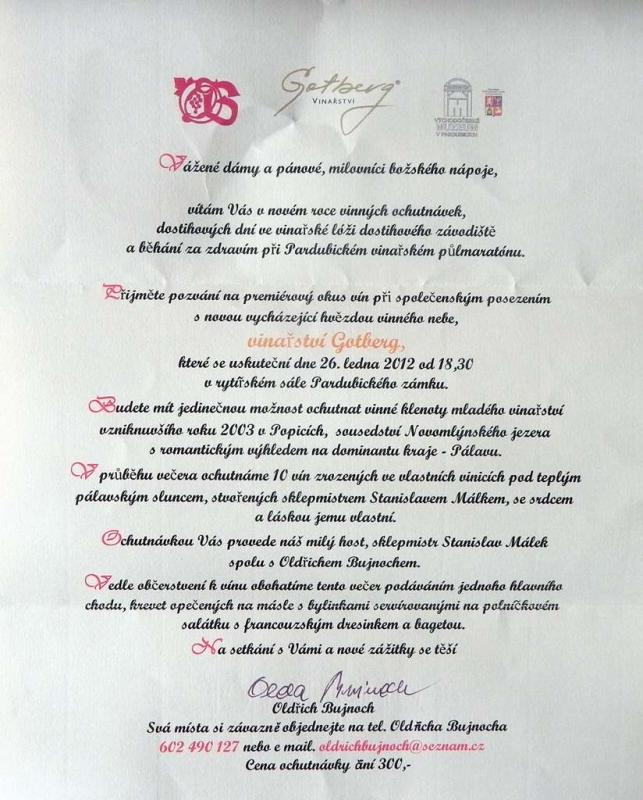 Gotberg
VINAŘSTVÍ
VÝCHODOČESKÉ
MUZEUM
V PARDUBICÍCH
Vážené dámy a pánové, milovníci božského nápoje,
vítám Vás v novém roce vinných ochutnávek,
dostihových dní ve vinařské lóži dostihového závodiště
a běhání za zdravím při Pardubickém vinařském půlmaratónu.
Přijměte pozvání na premiérový okus vín při společenským posezením
s novou vycházející hvězdou vinného nebe,
vinařství Gotberg,
které se uskuteční dne 26. ledna 2012 od 18,30
v rytířském sále Pardubického zámku.
Budete mít jedinečnou možnost ochutnat vinné klenoty mladého vinařství
vzniknuvšího roku 2003 v Popicích, sousedství Novomlýnského jezera
s romantickým výhledem na dominantu kraje - Pálavu.
V průběhu večera ochutnáme 10 vín zrozených ve vlastních vinicích pod teplým
pálavským sluncem, stvořených sklepmistrem Stanislavem Málkem, se srdcem
a láskou jemu vlastní.
Ochutnávkou Vás provede náš milý host, sklepmistr Stanislav Málek
spolu s Oldřichem Bujnochem.
Vedle občerstvení k vínu obohatíme tento večer podáváním jednoho hlavního
chodu, krevet opečených na másle s bylinkami servírovanými na polníčkovém
salátku s francouzským dresinkem a bagetou.
Na setkání s Vámi a nové zážitky se těší
Olda Bujnoch
Oldřich Bujnoch
Svá místa si závazně objednejte na tel. Oldřicha Bujnocha
602 490 127 nebo e mail. oldrichbujnoch@seznam.cz
Cena ochutnávky činí 300,-